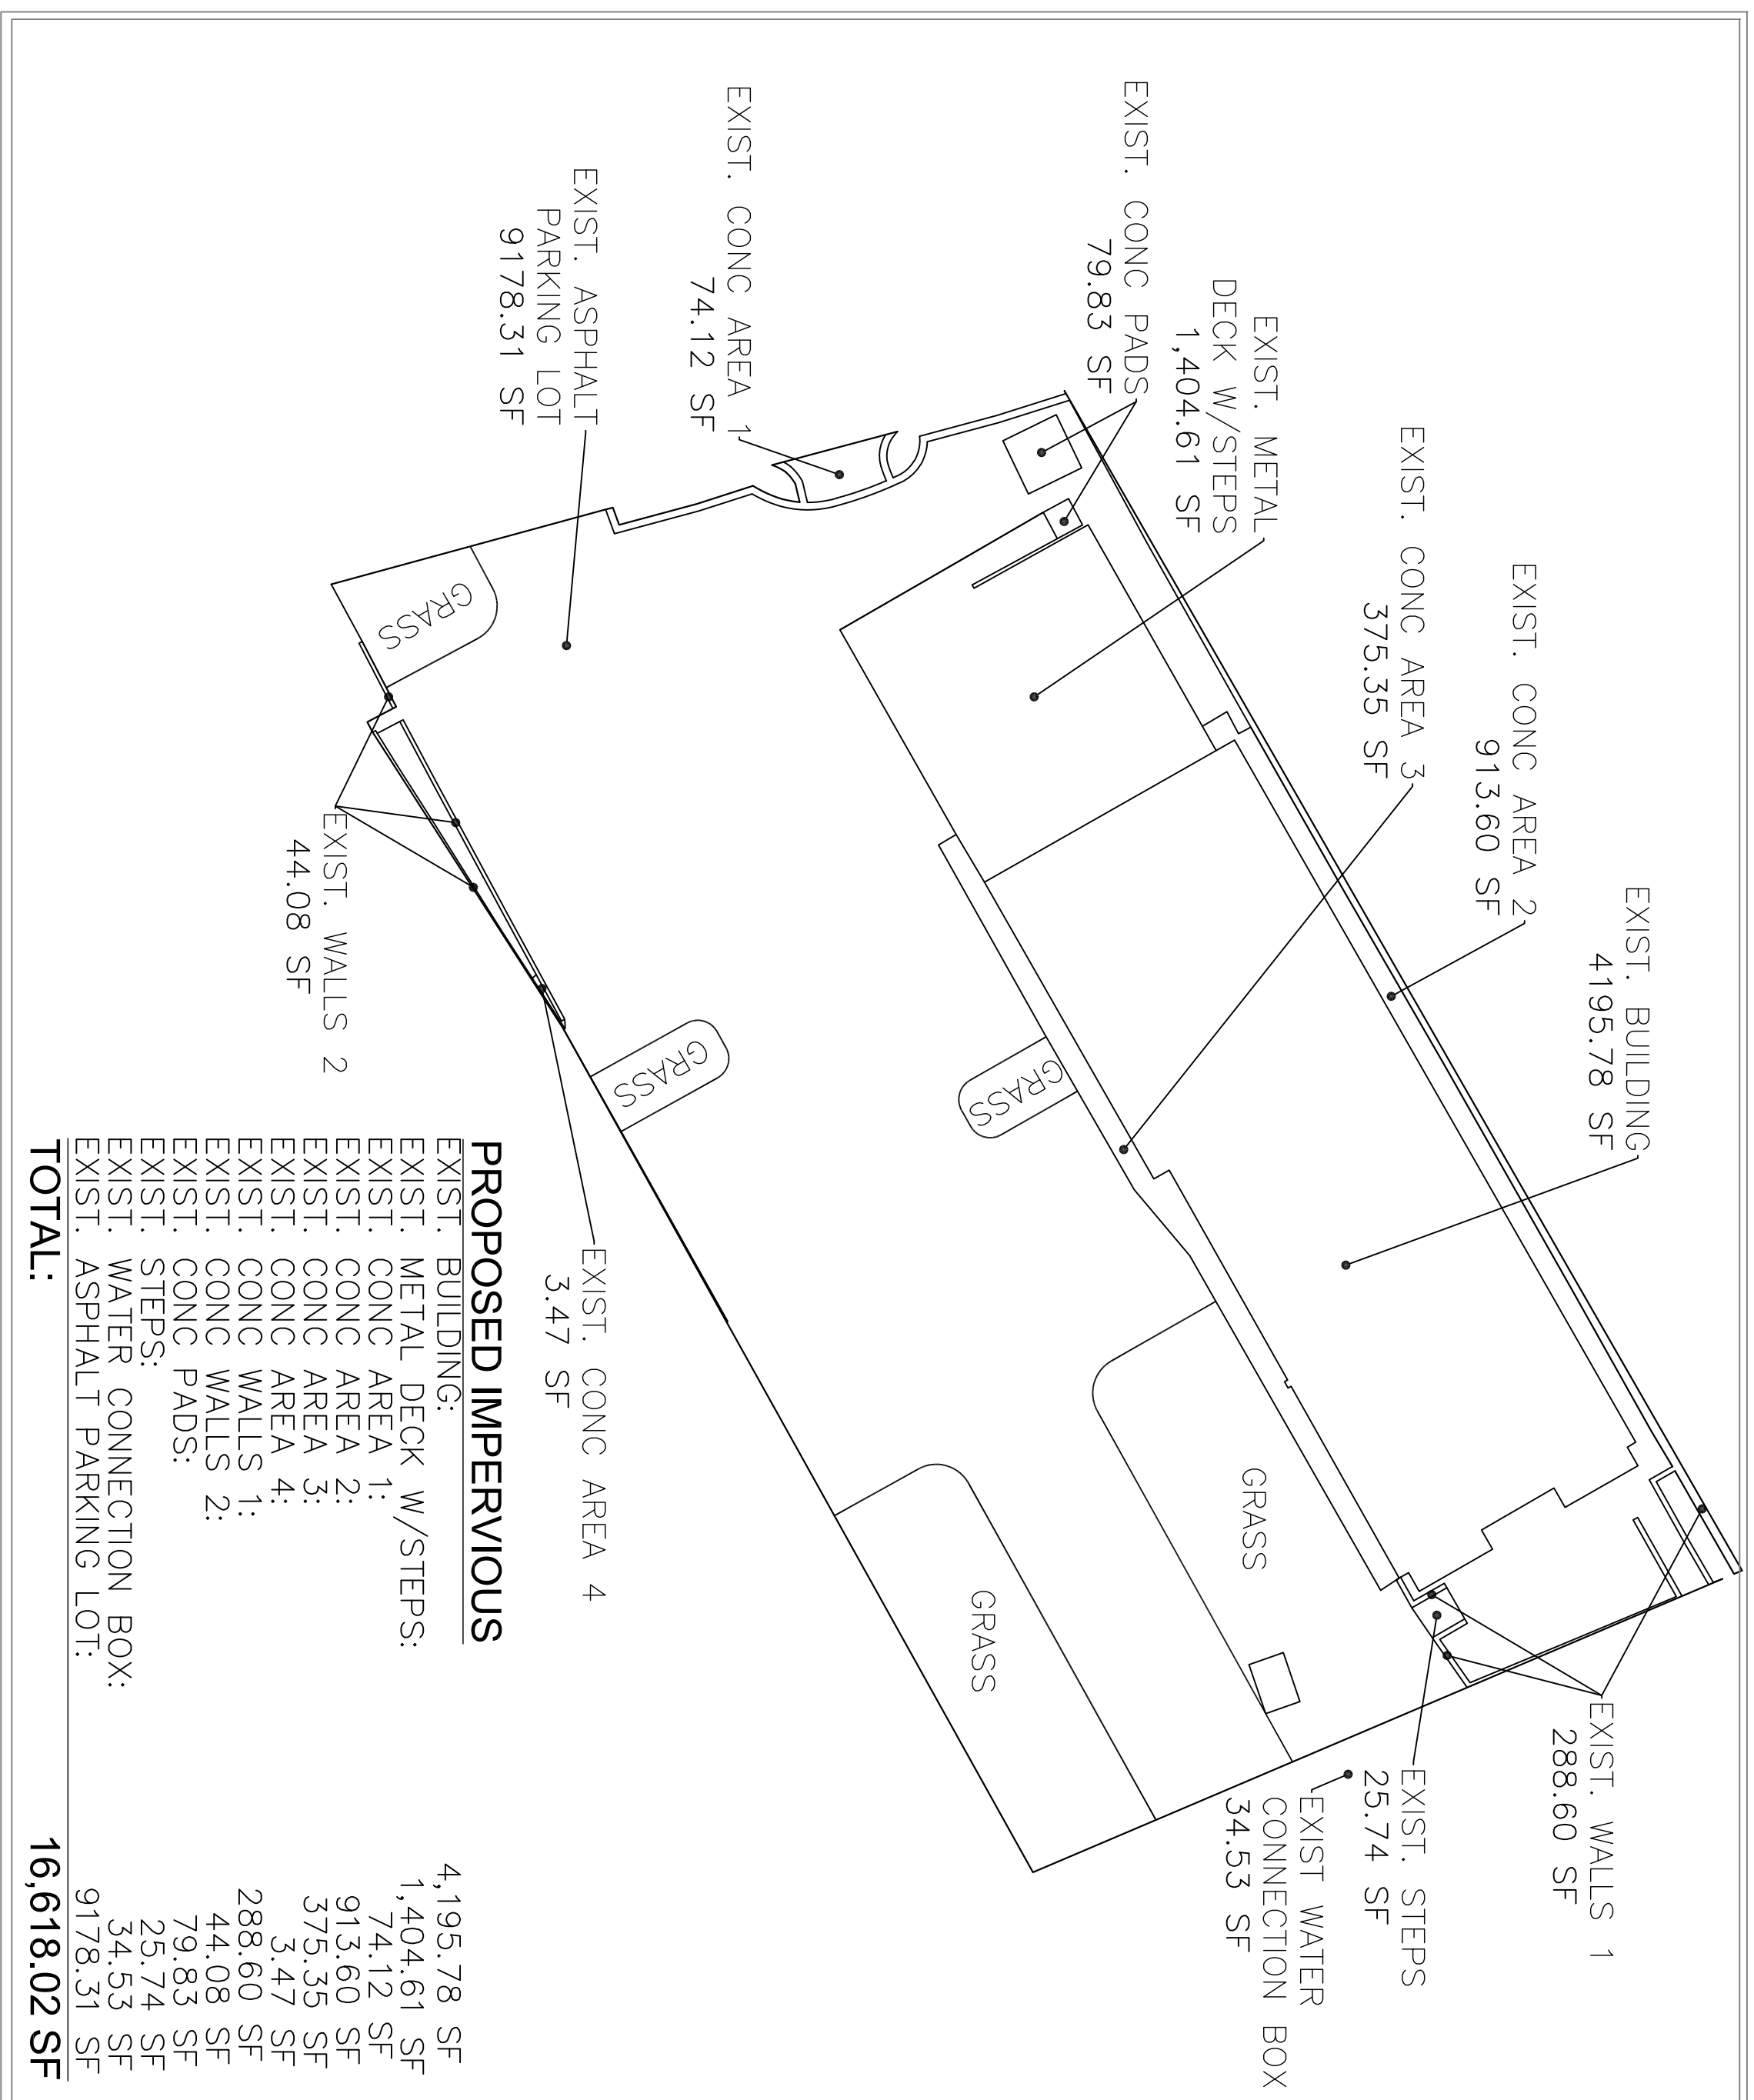 EXIST. BUILDING
4195.78 SF
EXIST. CONC AREA 2
913.60 SF
EXIST. CONC AREA 3
375.35 SF
EXIST. METAL
DECK W/STEPS
1,404.61 SF
EXIST. CONC PADS
79.83 SF
EXIST. CONC AREA 1
74.12 SF
EXIST. ASPHALT
PARKING LOT
9178.31 SF
EXIST. WALLS 1
288.60 SF
EXIST. STEPS
25.74 SF
EXIST WATER
CONNECTION BOX
34.53 SF
GRASS
GRASS
GRASS
GRASS
GRASS
EXIST. WALLS 2
44.08 SF
EXIST. CONC AREA 4
3.47 SF
PROPOSED IMPERVIOUS
EXIST. BUILDING: 4,195.78 SF
EXIST. METAL DECK W/STEPS: 1,404.61 SF
EXIST. CONC AREA 1: 74.12 SF
EXIST. CONC AREA 2: 913.60 SF
EXIST. CONC AREA 3: 375.35 SF
EXIST. CONC AREA 4: 3.47 SF
EXIST. CONC WALLS 1: 288.60 SF
EXIST. CONC WALLS 2: 44.08 SF
EXIST. CONC PADS: 79.83 SF
EXIST. STEPS: 25.74 SF
EXIST. WATER CONNECTION BOX: 34.53 SF
EXIST. ASPHALT PARKING LOT: 9178.31 SF
TOTAL: 16,618.02 SF